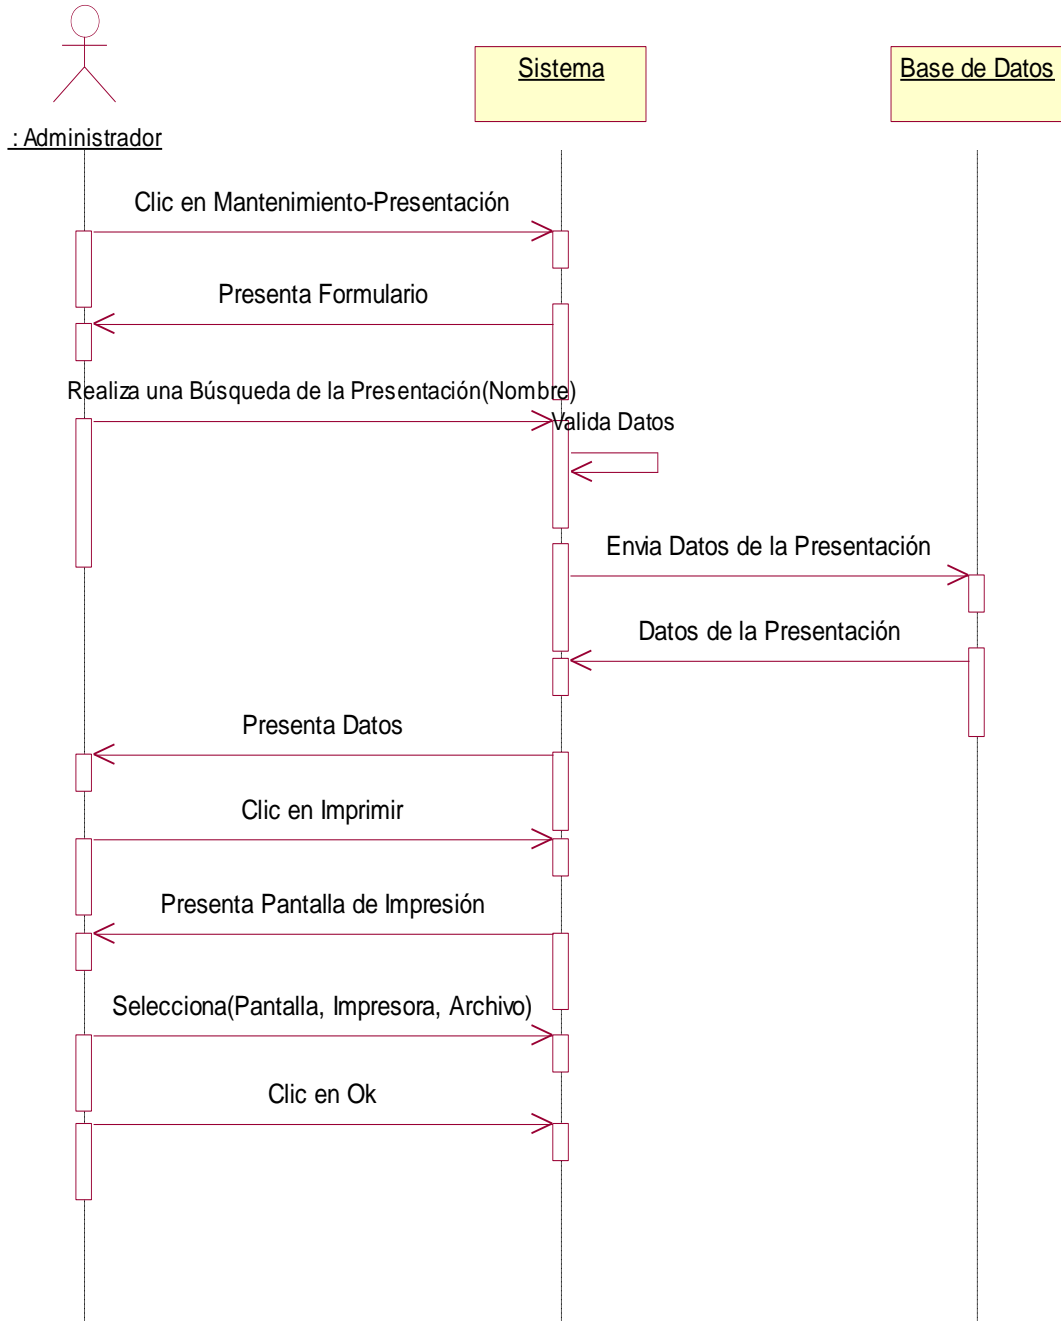 Sistema
Base de Datos
: Administrador
Clic en Mantenimiento-Presentación
Presenta Formulario
Realiza una Búsqueda de la Presentación(Nombre)
Valida Datos
Envia Datos de la Presentación
Datos de la Presentación
Presenta Datos
Clic en Imprimir
Presenta Pantalla de Impresión
Selecciona(Pantalla, Impresora, Archivo)
Clic en Ok